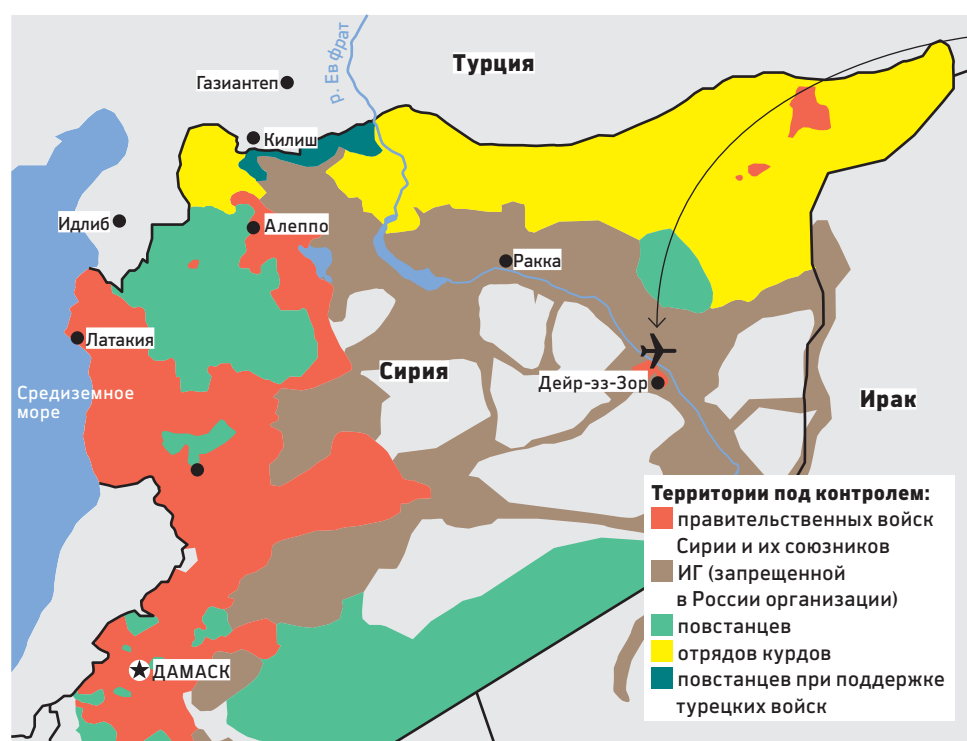 Турция
р. Евфрат
Газиантеп
Килиш
Идлиб
Алеппо
Ракка
Латакия
Сирия
Дейр-эз-Зор
Ирак
Средиземное
море
ДАМАСК
Территории под контролем:
правительственных войск
Сирии и их союзников
ИГ (запрещенной
в России организации)
повстанцев
отрядов курдов
повстанцев при поддержке
турецких войск